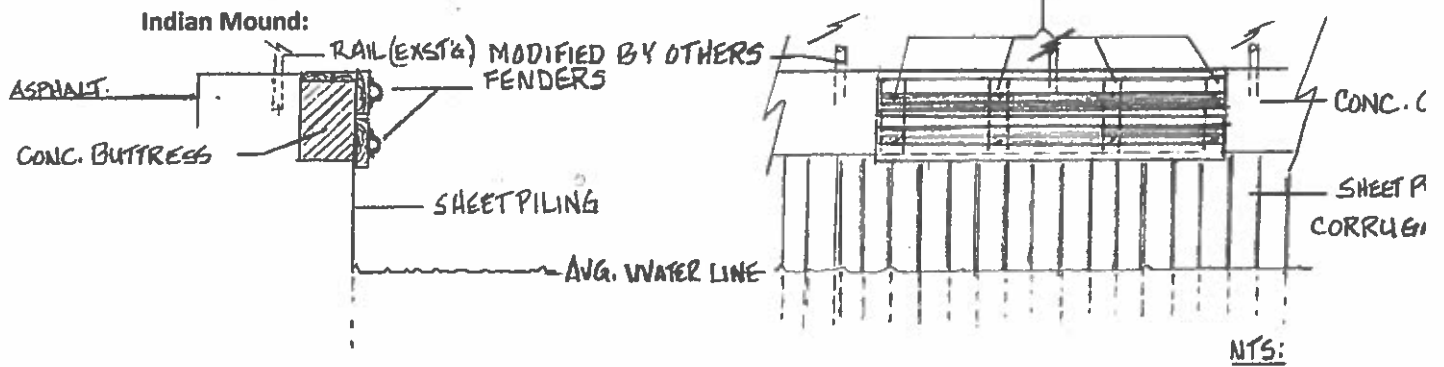 Indian Mound:
RAIL (EXST'G) MODIFIED BY OTHERS
FENDERS
ASPHALT
CONC. BUTTRESS
SHEET PILING
AVG. WATER LINE
CONC. C
SHEET P
CORRUGA
NTS: